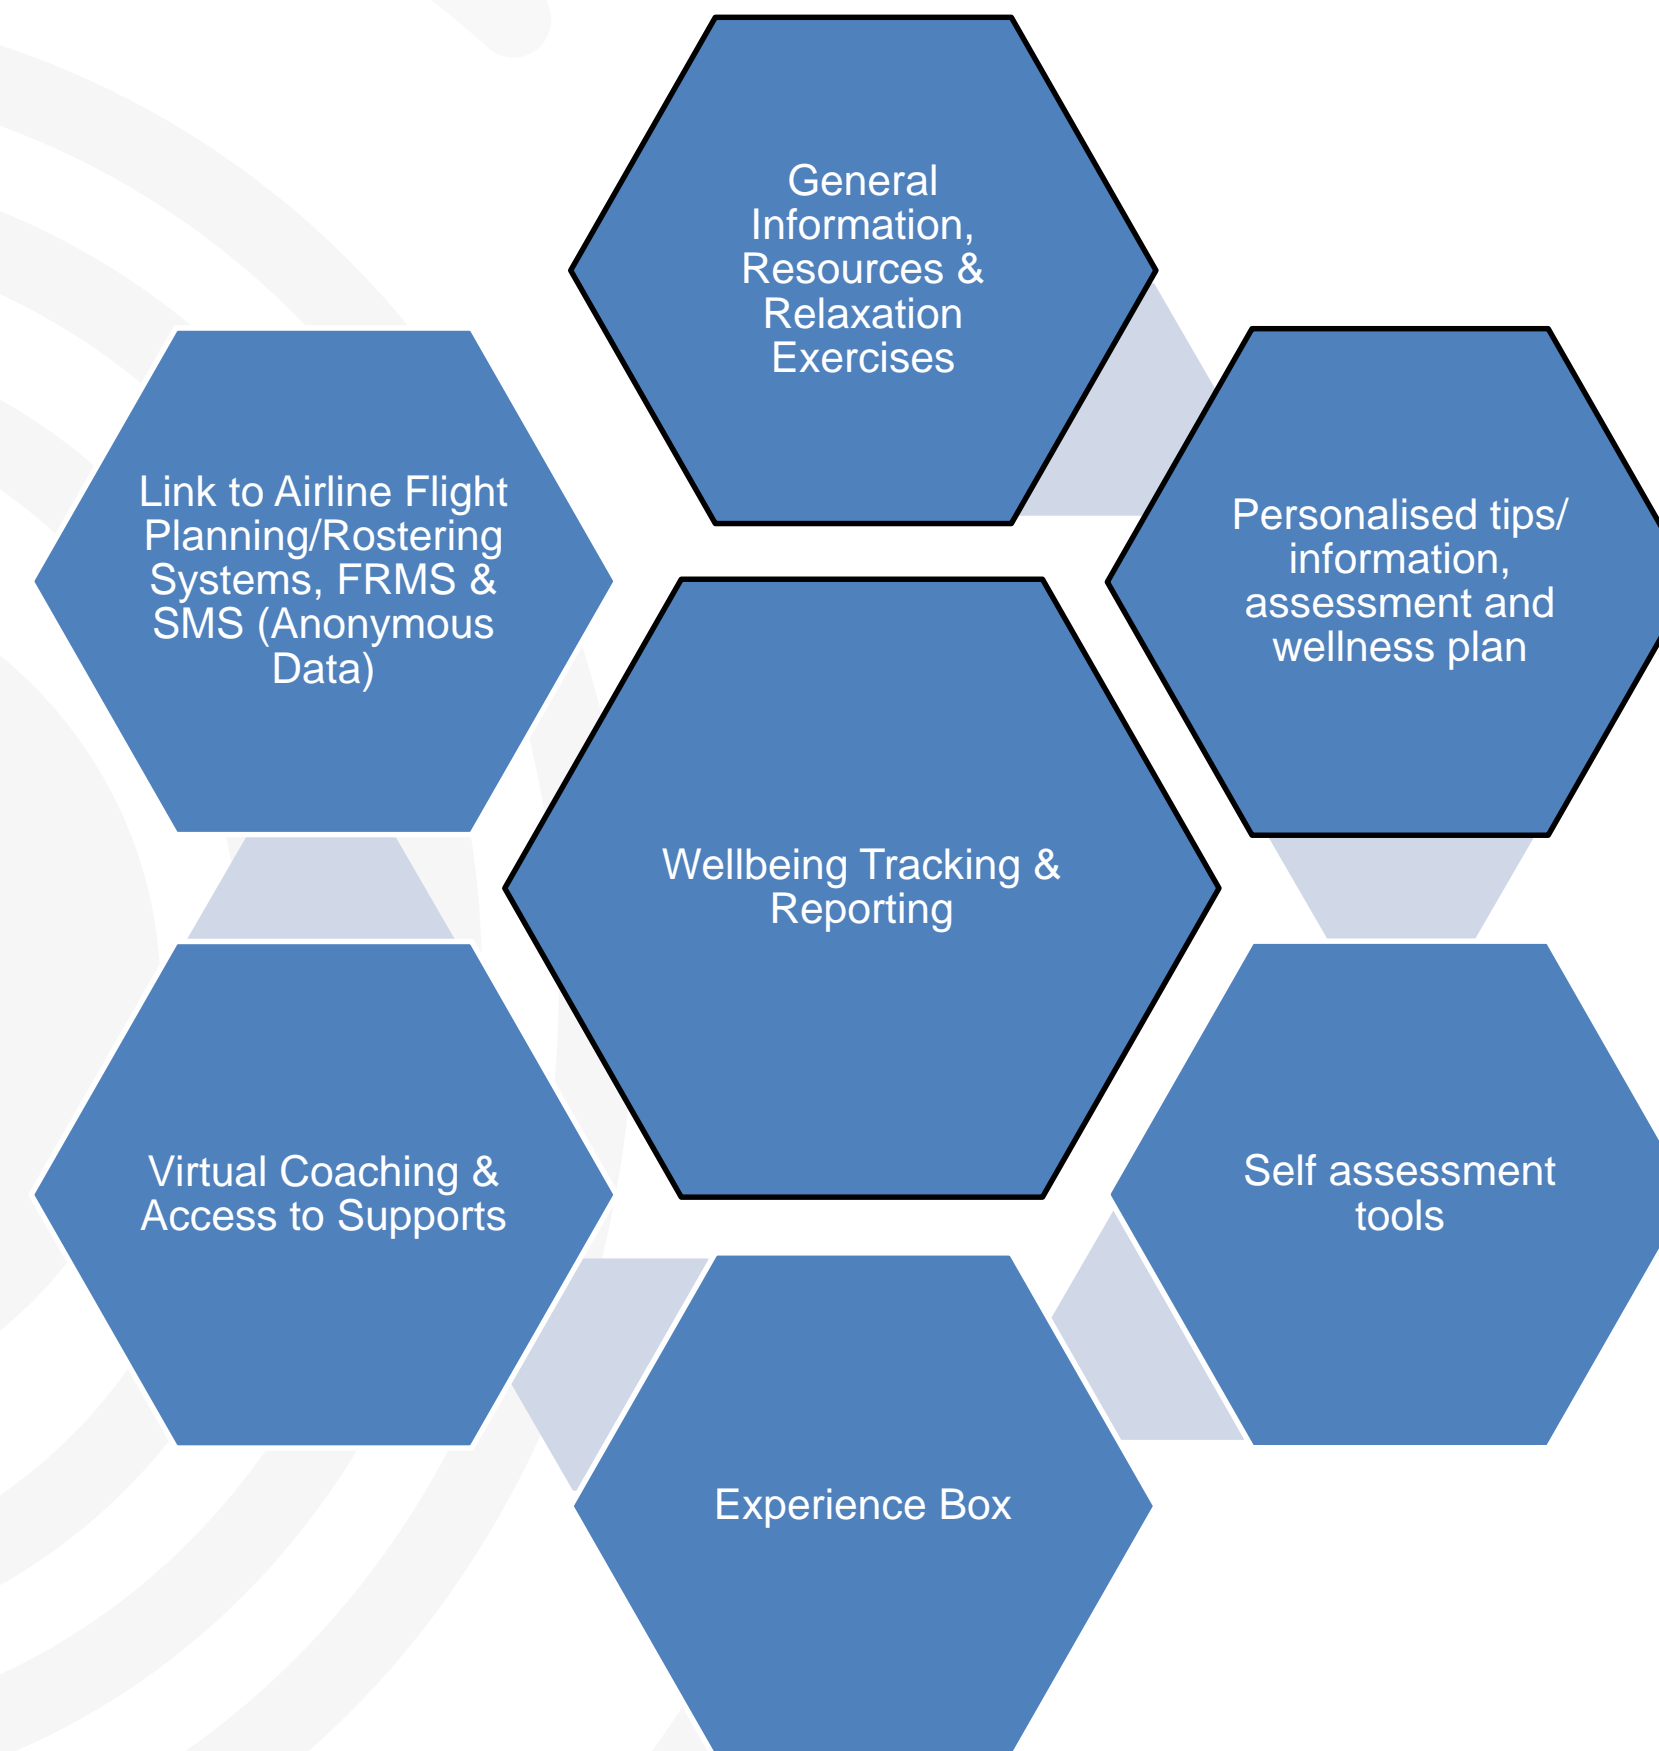 General
Information,
Resources &
Relaxation
Exercises
Personalised tips/
information,
assessment and
wellness plan
Link to Airline Flight
Planning/Rostering
Systems, FRMS &
SMS (Anonymous
Data)
Wellbeing Tracking &
Reporting
Virtual Coaching &
Access to Supports
Self assessment
tools
Experience Box